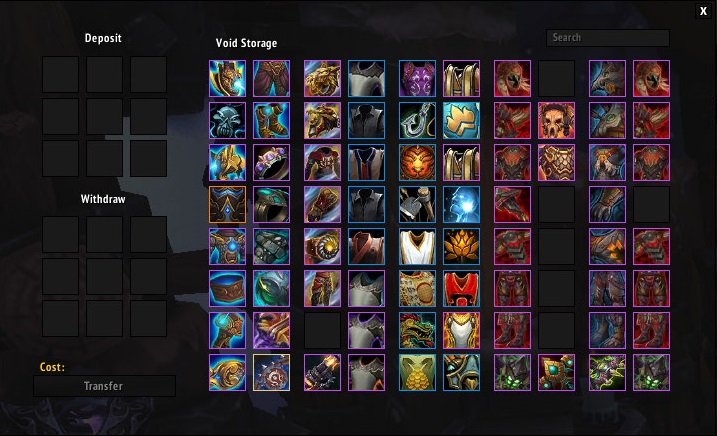 X
Deposit
Void Storage
Search
Withdraw
Cost:
Transfer